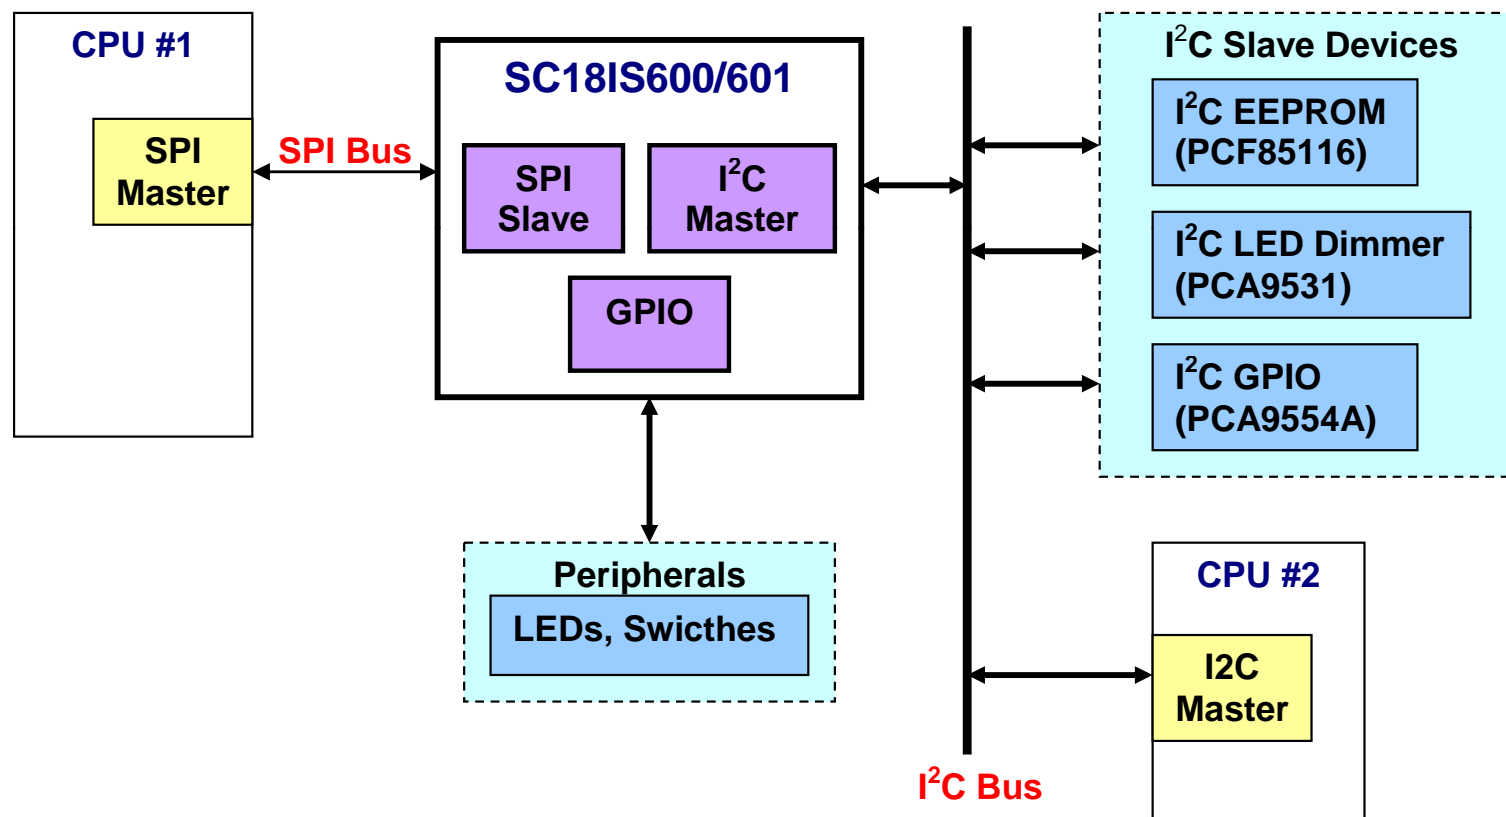 CPU #1
SPI
Master
SPI Bus
SC18IS600/601
SPI
Slave
I²C
Master
GPIO
Peripherals
LEDs, Swicthes
I²C Bus
I²C Slave Devices
I²C EEPROM
(PCF85116)
I²C LED Dimmer
(PCA9531)
I²C GPIO
(PCA9554A)
CPU #2
I2C
Master